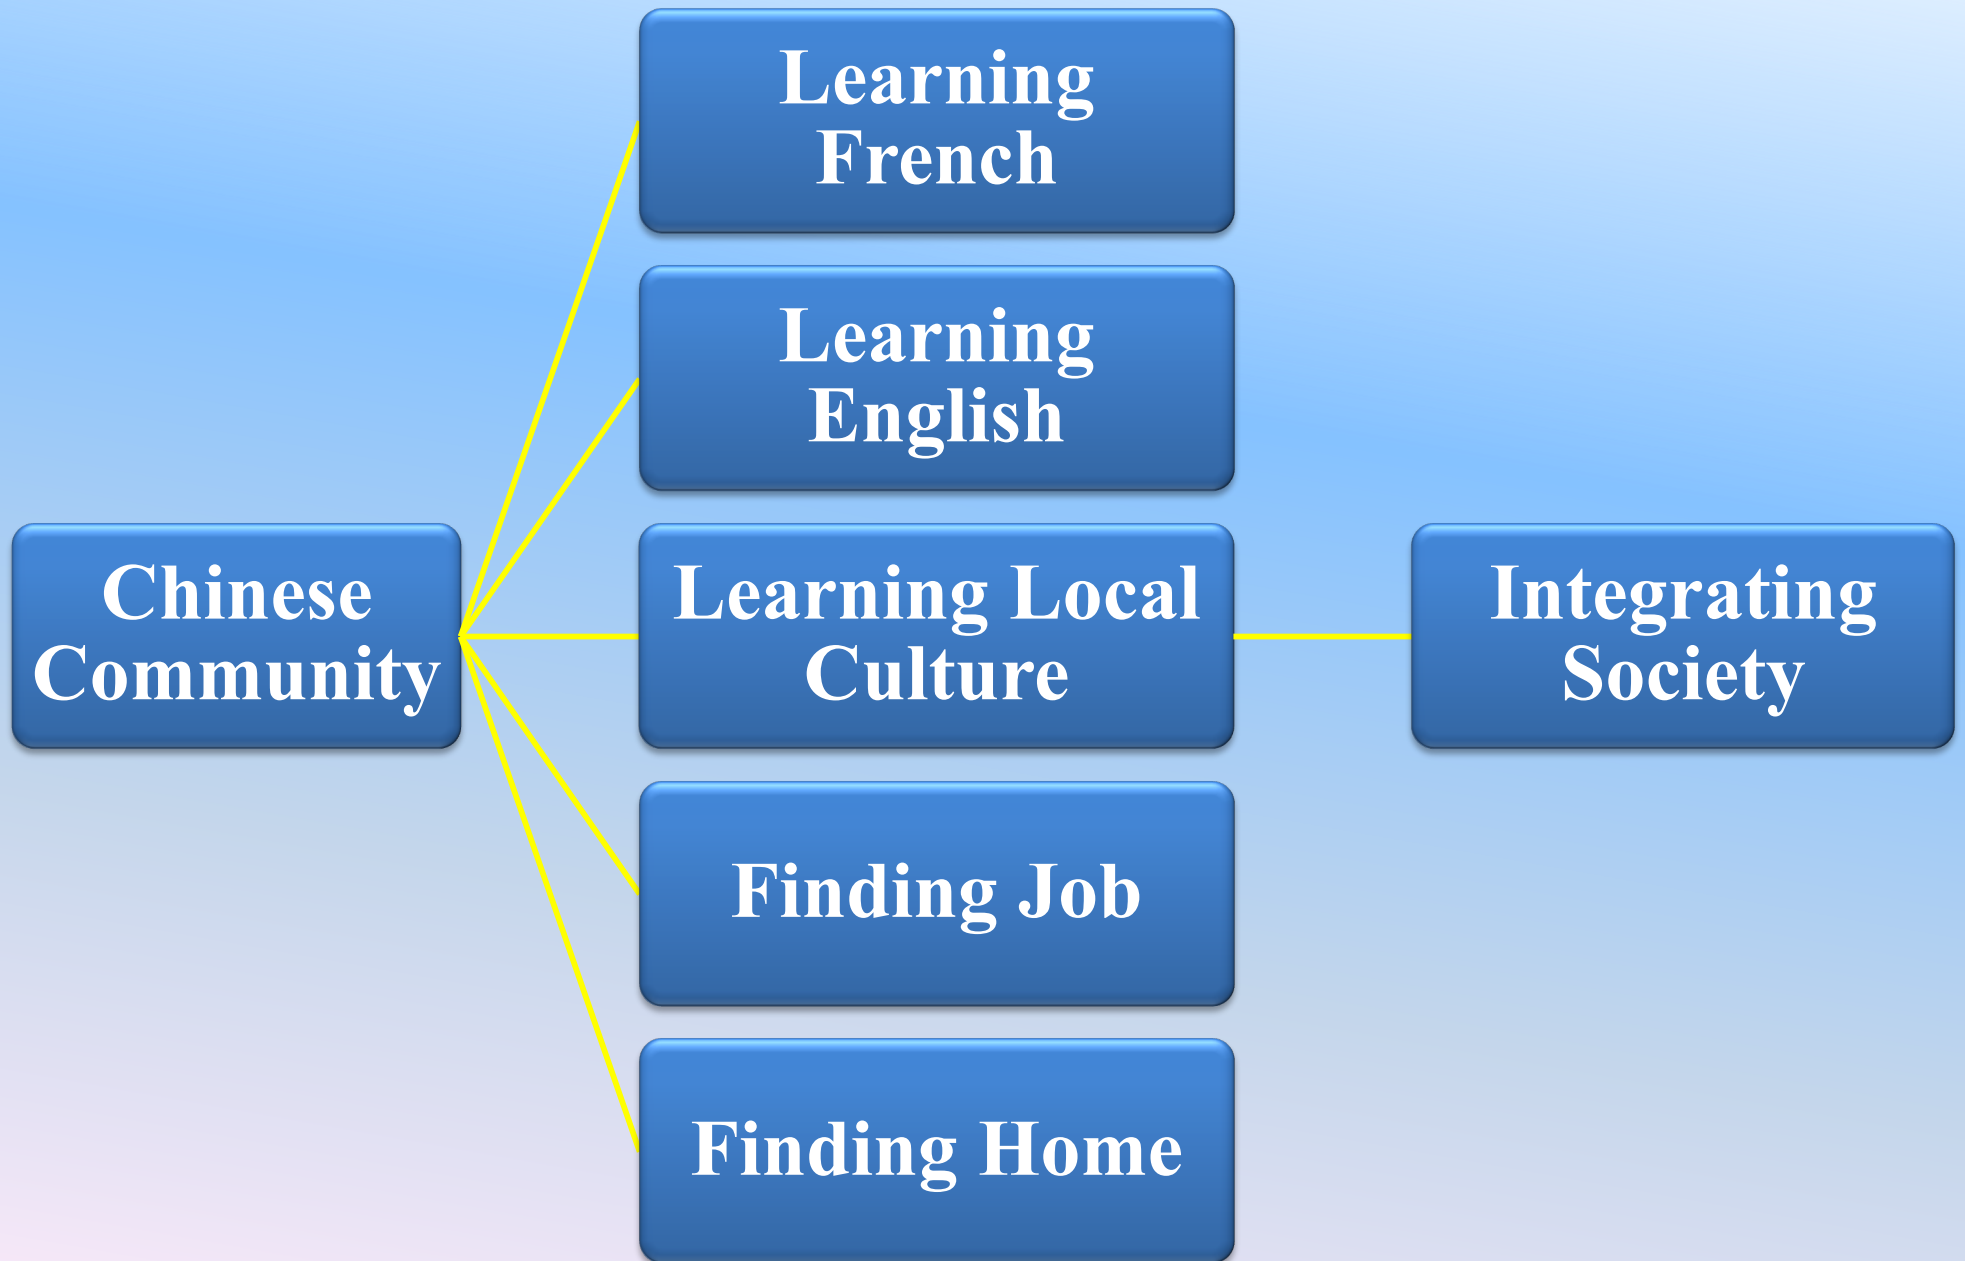 Learning
French
Learning
English
Chinese
Community
Learning Local
Culture
Integrating
Society
Finding Job
Finding Home